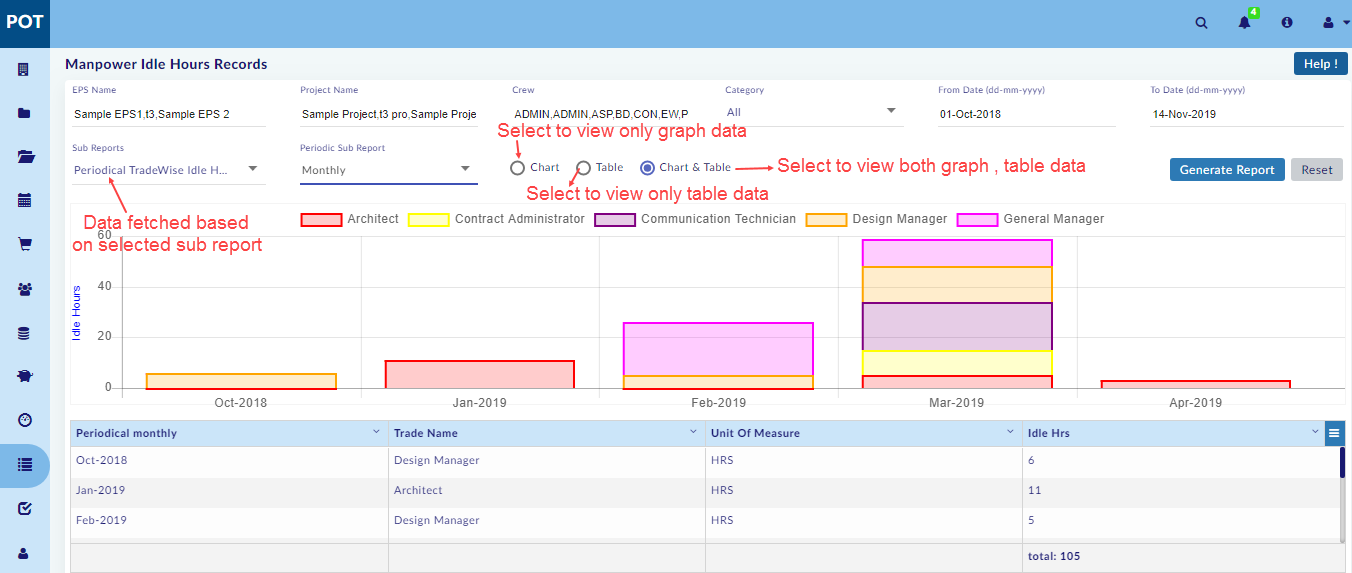 POT
4
Manpower Idle Hours Records
Help !
EPS Name
Project Name
Crew
Category
From Date (dd-mm-yyyy)
To Date (dd-mm-yyyy)
Sample EPS1,t3,Sample EPS 2
Sample Project,t3 pro,Sample Proje
ADMIN,ADMIN,ASP,BD,CON,EW,P
All
01-Oct-2018
14-Nov-2019
Select to view only graph data
Sub Reports
Periodic Sub Report
Periodical TradeWise Idle H...
Monthly
Chart
Table
Chart & Table
Select to view both graph , table data
Generate Report
Reset
Select to view only table data
Data fetched based
on selected sub report
Architect
Contract Administrator
Communication Technician
Design Manager
General Manager
Idle Hours
60
40
20
0
Oct-2018
Jan-2019
Feb-2019
Mar-2019
Apr-2019
Periodical monthly
Trade Name
Unit Of Measure
Idle Hrs
Oct-2018
Design Manager
HRS
6
Jan-2019
Architect
HRS
11
Feb-2019
Design Manager
HRS
5
total: 105